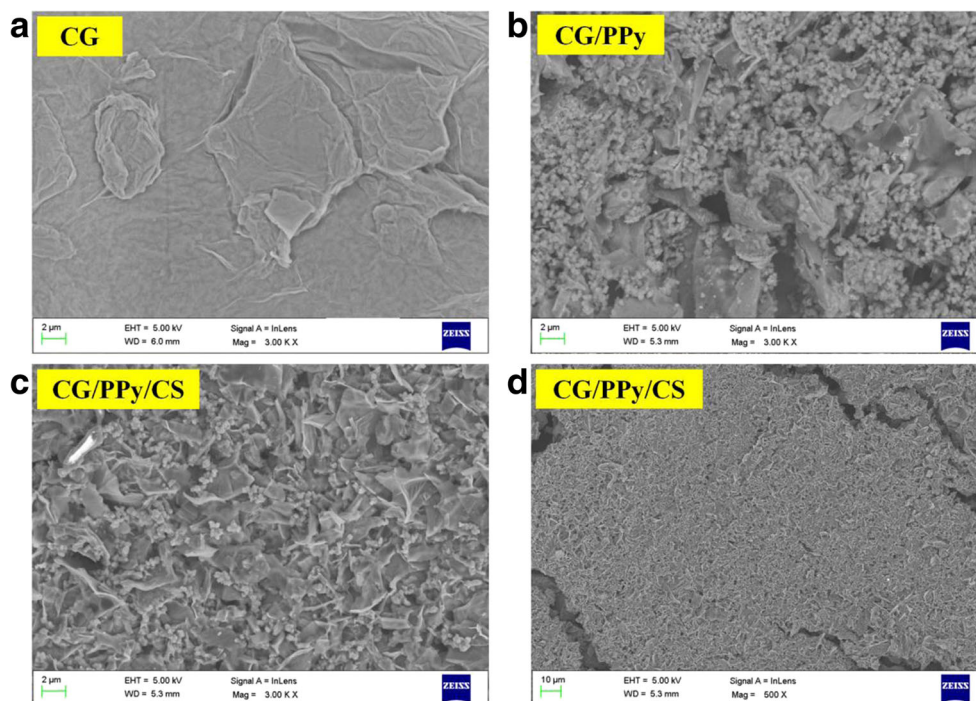 a
CG
2 µm
EHT = 5.00 kV
WD = 6.0 mm
Signal A = InLens
Mag = 3.00 K X
ZEISS
b
CG/PPy
2 µm
EHT = 5.00 kV
WD = 5.3 mm
Signal A = InLens
Mag = 3.00 K X
ZEISS
c
CG/PPy/CS
2 µm
EHT = 5.00 kV
WD = 5.3 mm
Signal A = InLens
Mag = 3.00 K X
ZEISS
d
CG/PPy/CS
10 µm
EHT = 5.00 kV
WD = 5.3 mm
Signal A = InLens
Mag = 500 X
ZEISS